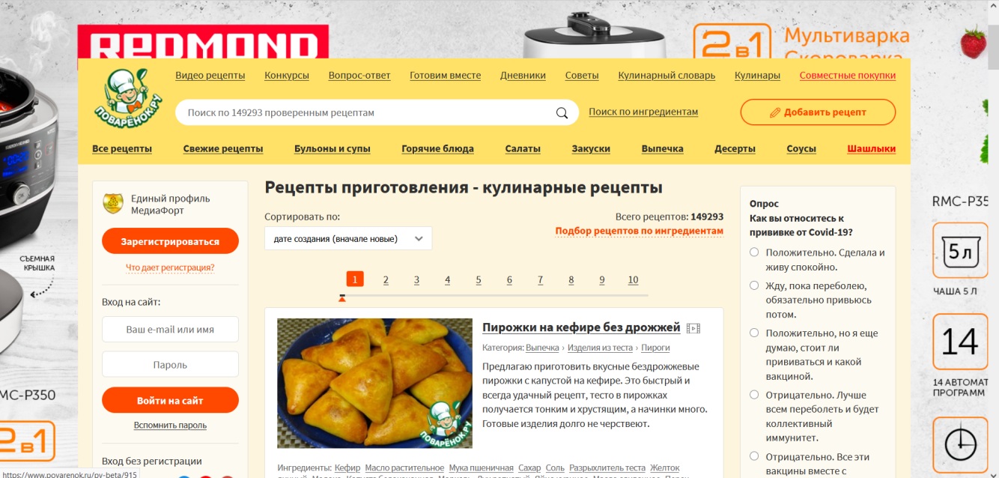 REDMOND
2 в 1
Мультиварка
Скороварка
Видео рецепты Конкурсы Вопрос-ответ Готовим вместе Дневники Советы Кулинарный словарь Кулинары Совместные покупки
ПОВАРЁНОК.РУ
Поиск по 149293 проверенным рецептам
Поиск по ингредиентам
Добавить рецепт
Все рецепты Свежие рецепты Бульоны и супы Горячие блюда Салаты Закуски Выпечка Десерты Соусы Шашлыки
Единый профиль
МедиаФорт
Зарегистрироваться
Что дает регистрация?
Вход на сайт:
Ваш e-mail или имя
Пароль
Войти на сайт
Вспомнить пароль
Вход без регистрации
Рецепты приготовления - кулинарные рецепты
Сортировать по:
дате создания (вначале новые)
Всего рецептов: 149293
Подбор рецептов по ингредиентам
1 2 3 4 5 6 7 8 9 10
Пирожки на кефире без дрожжей
Категория: Выпечка › Изделия из теста › Пироги
Предлагаю приготовить вкусные бездрожжевые
пирожки с капустой на кефире. Это быстрый и
всегда удачный рецепт, тесто в пирожках
получается тонким и хрустящим, а начинки много.
Готовые изделия долго не черствеют.
ПОВАРЁНОК.РУ
Ингредиенты: Кефир Масло растительное Мука пшеничная Сахар Соль Разрыхлитель теста Желток
Опрос
Как вы относитесь к
прививке от Covid-19?
Положительно. Сделала и
живу спокойно.
Жду, пока переболею,
обязательно привьюсь
потом.
Положительно, но я еще
думаю, стоит ли
прививаться и какой
вакциной.
Отрицательно. Лучше
всем переболеть и будет
коллективный
иммунитет.
Отрицательно. Все эти
вакцины вместе с
СЪЕМНАЯ
КРЫШКА
MC-P350
2 в 1
RMC-P35
5 л
ЧАША 5 Л
14
14 АВТОМАТ
ПРОГРАММ
https://www.povarenok.ru/pv-beta/915